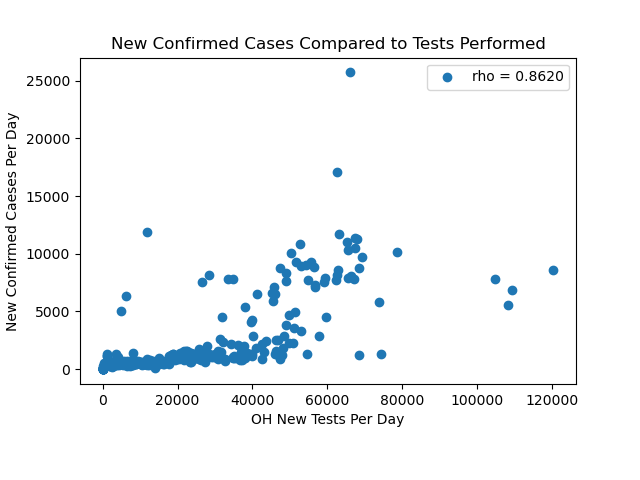 New Confirmed Cases Compared to Tests Performed
rho = 0.8620
New Confirmed Caeses Per Day
25000
20000
15000
10000
5000
0
0 20000 40000 60000 80000 100000 120000
OH New Tests Per Day